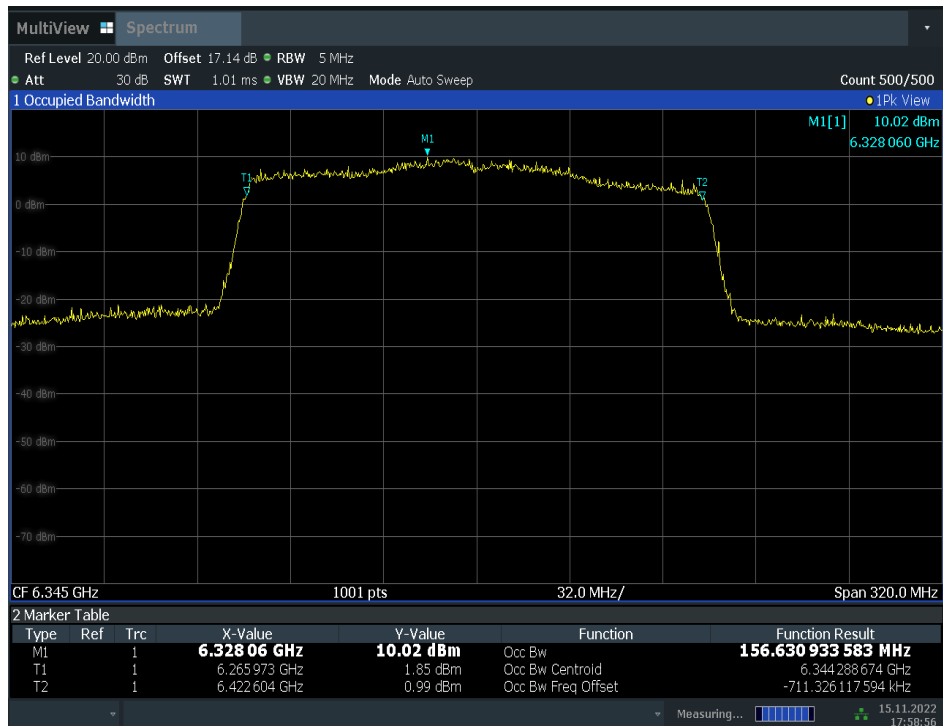 MultiView Spectrum
Ref Level 20.00 dBm Offset 17.14 dB RBW 5 MHz
Att 30 dB SWT 1.01 ms VBW 20 MHz Mode Auto Sweep Count 500/500
1 Occupied Bandwidth 1Pk View
M1[1] 10.02 dBm
6.328 060 GHz
M1
10 dBm
T1
T2
0 dBm
-10 dBm
-20 dBm
-30 dBm
-40 dBm
-50 dBm
-60 dBm
-70 dBm
CF 6.345 GHz 1001 pts 32.0 MHz/ Span 320.0 MHz
2 Marker Table
Type Ref Trc X-Value Y-Value Function Function Result
M1 1 6.328 06 GHz 10.02 dBm Occ Bw 156.630 933 583 MHz
T1 1 6.265 973 GHz 1.85 dBm Occ Bw Centroid 6.344 288 674 GHz
T2 1 6.422 604 GHz 0.99 dBm Occ Bw Freq Offset -711.326 117 594 kHz
Measuring... 15.11.2022
17:58:56